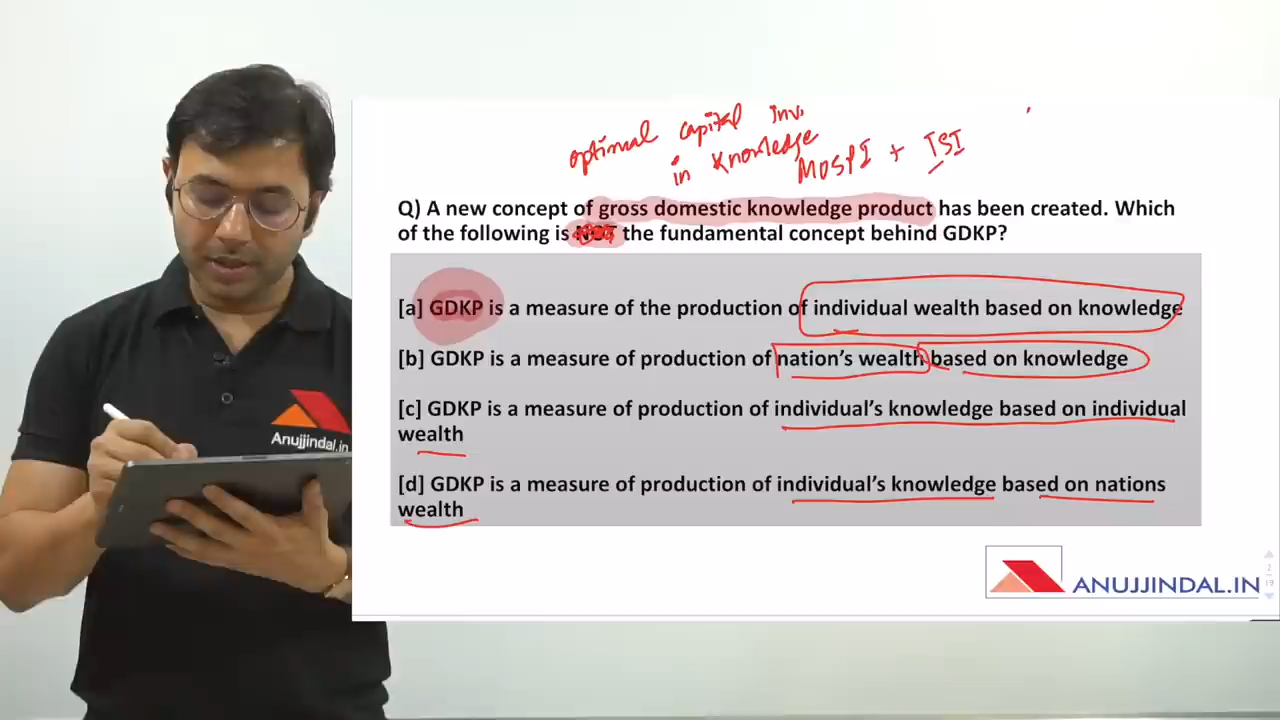 optimal capital inv.
in knowledge
MOSPI + ISI
Q) A new concept of gross domestic knowledge product has been created. Which
of the following is NOT the fundamental concept behind GDKP?
[a] GDKP is a measure of the production of individual wealth based on knowledge
[b] GDKP is a measure of production of nation's wealth based on knowledge
[c] GDKP is a measure of production of individual's knowledge based on individual
wealth
[d] GDKP is a measure of production of individual's knowledge based on nations
wealth
Anujjindal.in
ANUJJINDAL.IN
2
19